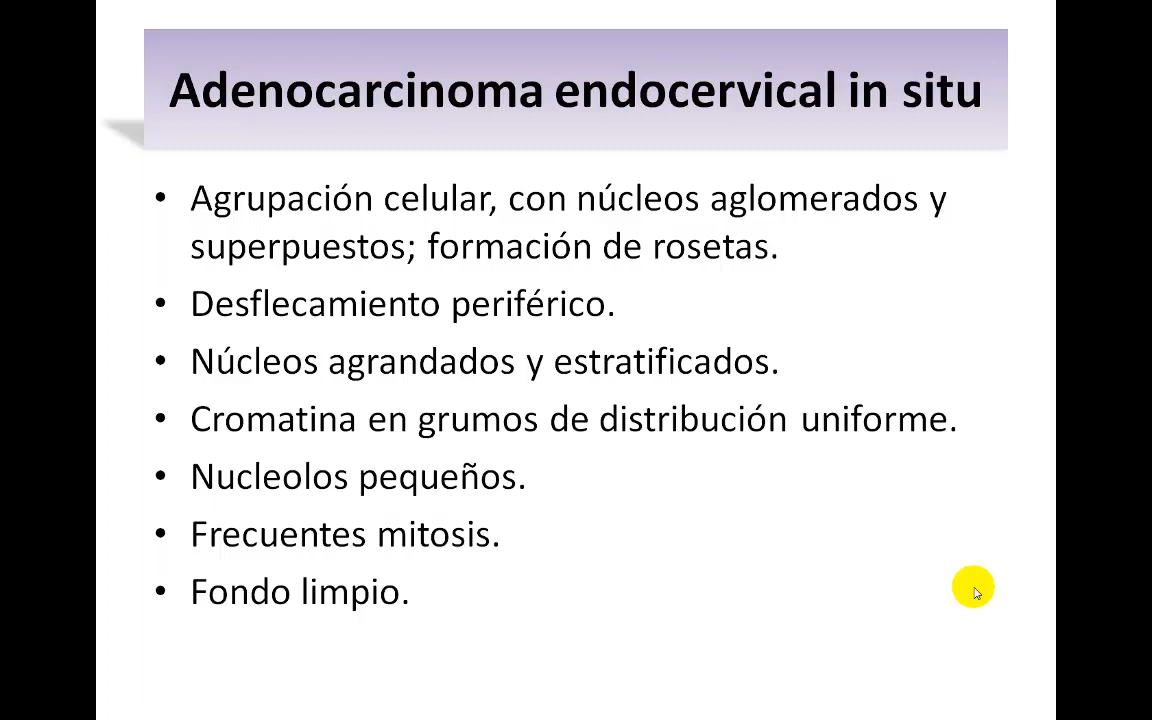 Adenocarcinoma endocervical in situ
• Agrupación celular, con núcleos aglomerados y
superpuestos; formación de rosetas.
• Desflecamiento periférico.
• Núcleos agrandados y estratificados.
• Cromatina en grumos de distribución uniforme.
• Nucleolos pequeños.
• Frecuentes mitosis.
• Fondo limpio.